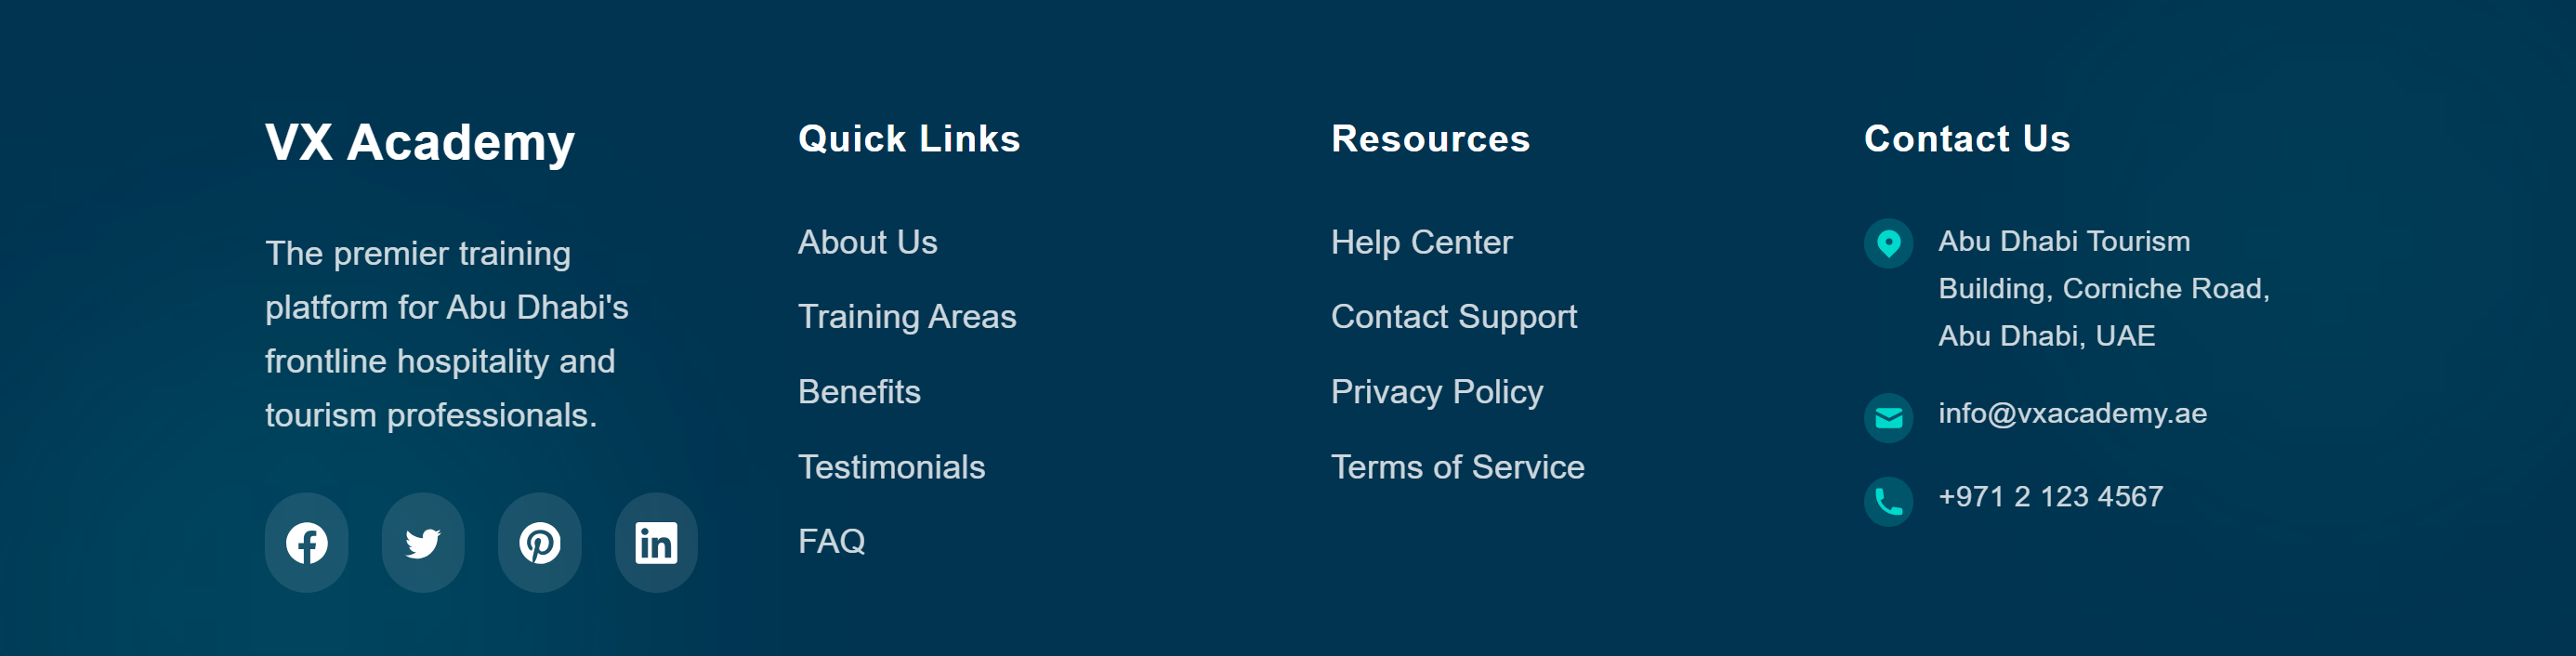 VX Academy
The premier training
platform for Abu Dhabi's
frontline hospitality and
tourism professionals.
Quick Links
About Us
Training Areas
Benefits
Testimonials
FAQ
Resources
Help Center
Contact Support
Privacy Policy
Terms of Service
Contact Us
Abu Dhabi Tourism
Building, Corniche Road,
Abu Dhabi, UAE
info@vxacademy.ae
+971 2 123 4567